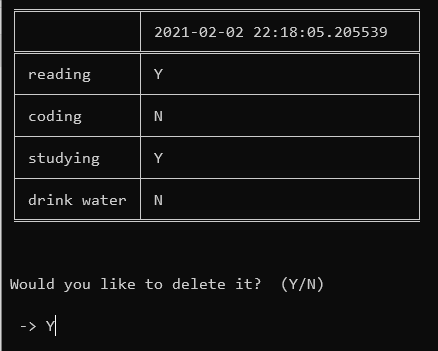 2021-02-02 22:18:05.205539
reading Y
coding N
studying Y
drink water N
Would you like to delete it?  (Y/N)
-> Y